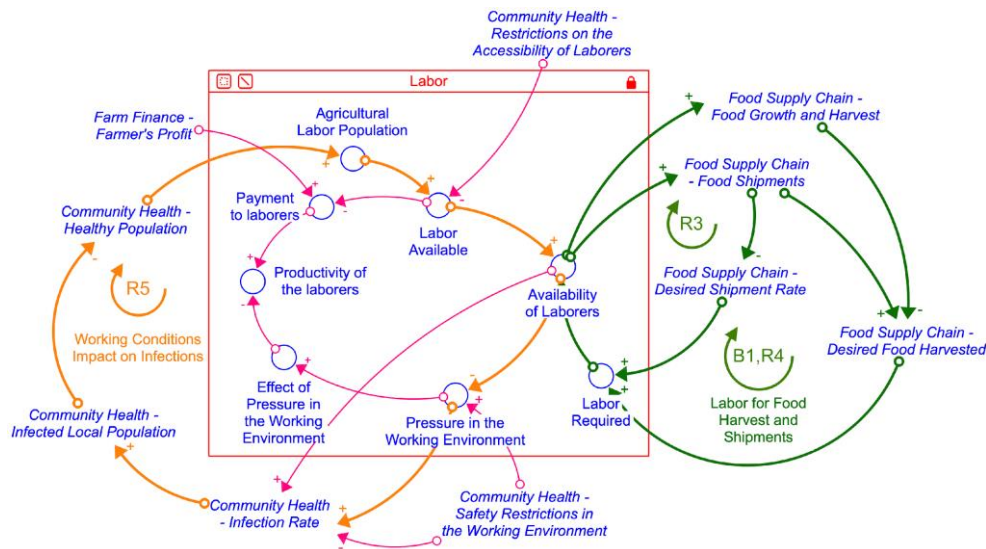 Community Health -
Restrictions on the
Accessibility of Laborers
Labor
Farm Finance -
Farmer's Profit
Agricultural
Labor Population
+
+
+
-
-
Payment
to laborers
Labor
Available
Community Health -
Healthy Population
-
R5
Working Conditions
Impact on Infections
+
-
Productivity of
the laborers
+
Availability
of Laborers
+
Food Supply Chain -
Food Growth and Harvest
+
Food Supply Chain
- Food Shipments
R3
-
Food Supply Chain -
Desired Shipment Rate
+
-
Food Supply Chain -
Desired Food Harvested
B1,R4
Labor for Food
Harvest and
Shipments
+
+
Labor
Required
-
+
Effect of
Pressure in
the Working
Environment
-
+
Pressure in the
Working Environment
Community Health -
Infected Local Population
+
Community Health
- Infection Rate
+
+
-
Community Health -
Safety Restrictions in
the Working Environment